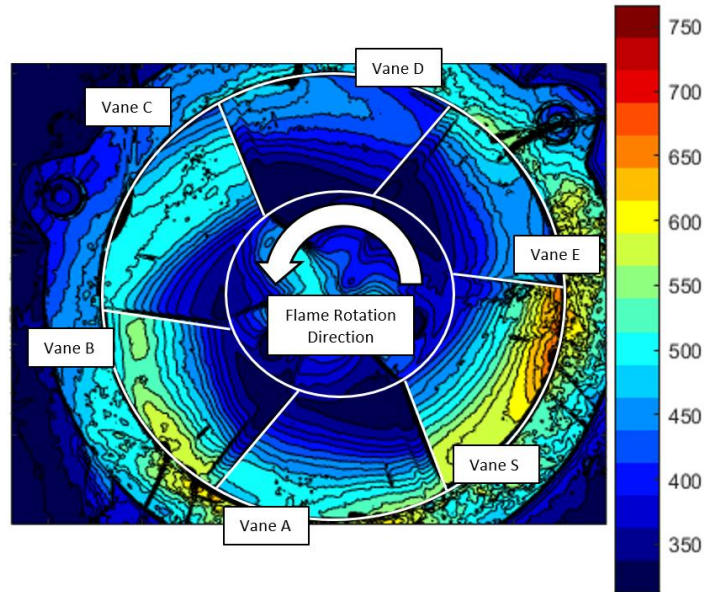 Vane D
Vane C
Vane E
Flame Rotation
Direction
Vane B
Vane S
Vane A
750
700
650
600
550
500
450
400
350